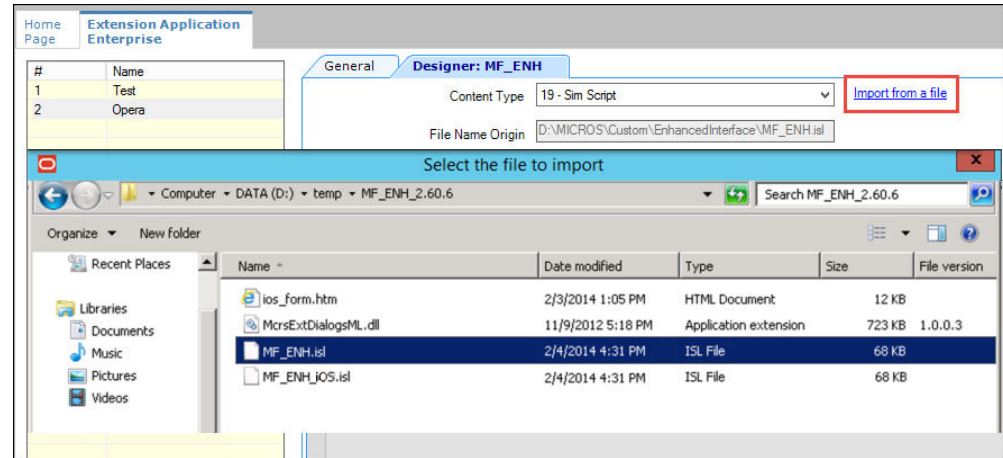 Home Page
Extension Application Enterprise
# Name
1 Test
2 Opera
General
Designer: MF_ENH
Content Type 19 - Sim Script Import from a file
File Name Origin D:\MICROS\Custom\EnhancedInterface\MF_ENH.isl
Select the file to import
x
Computer DATA (D:) temp MF_ENH_2.60.6 Search MF_ENH_2.60.6
Organize New folder
Recent Places
Libraries
Documents
Music
Pictures
Videos
Name Date modified Type Size File version
ios_form.htm 2/3/2014 1:05 PM HTML Document 12 KB
McrsExtDialogsML.dll 11/9/2012 5:18 PM Application extension 723 KB 1.0.0.3
MF_ENH.isl 2/4/2014 4:31 PM ISL File 68 KB
MF_ENH_iOS.isl 2/4/2014 4:31 PM ISL File 68 KB